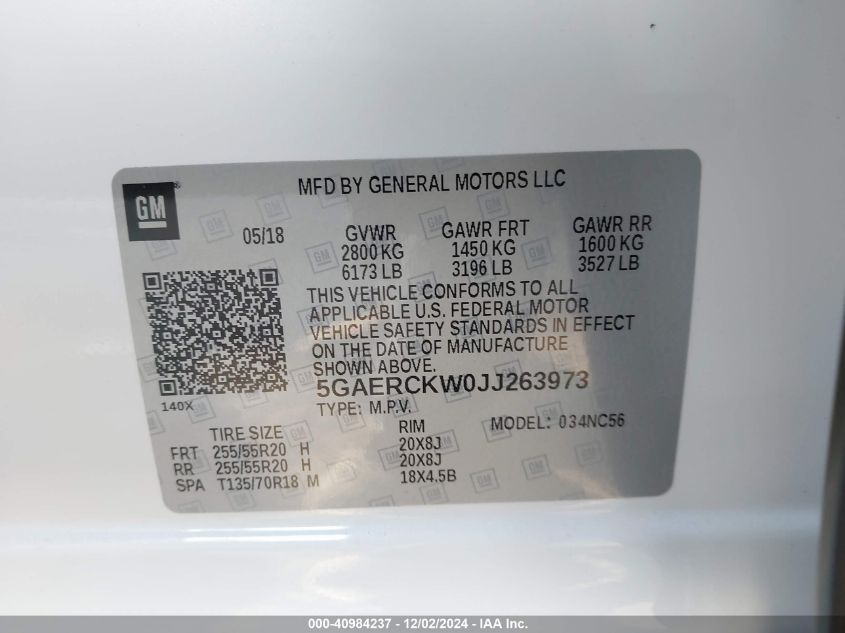 GM
®
MFD BY GENERAL MOTORS LLC
05/18
GVWR GAWR FRT GAWR RR
2800 KG 1450 KG 1600 KG
6173 LB 3196 LB 3527 LB
THIS VEHICLE CONFORMS TO ALL
APPLICABLE U.S. FEDERAL MOTOR
VEHICLE SAFETY STANDARDS IN EFFECT
ON THE DATE OF MANUFACTURE
SHOWN ABOVE.
5GAERCKW0JJ263973
140X
TYPE: M.P.V.
MODEL: 034NC56
TIRE SIZE RIM
FRT 255/55R20 H 20X8J
RR 255/55R20 H 20X8J
SPA T135/70R18 M 18X4.5B
000-40984237 - 12/02/2024 - IAA Inc.